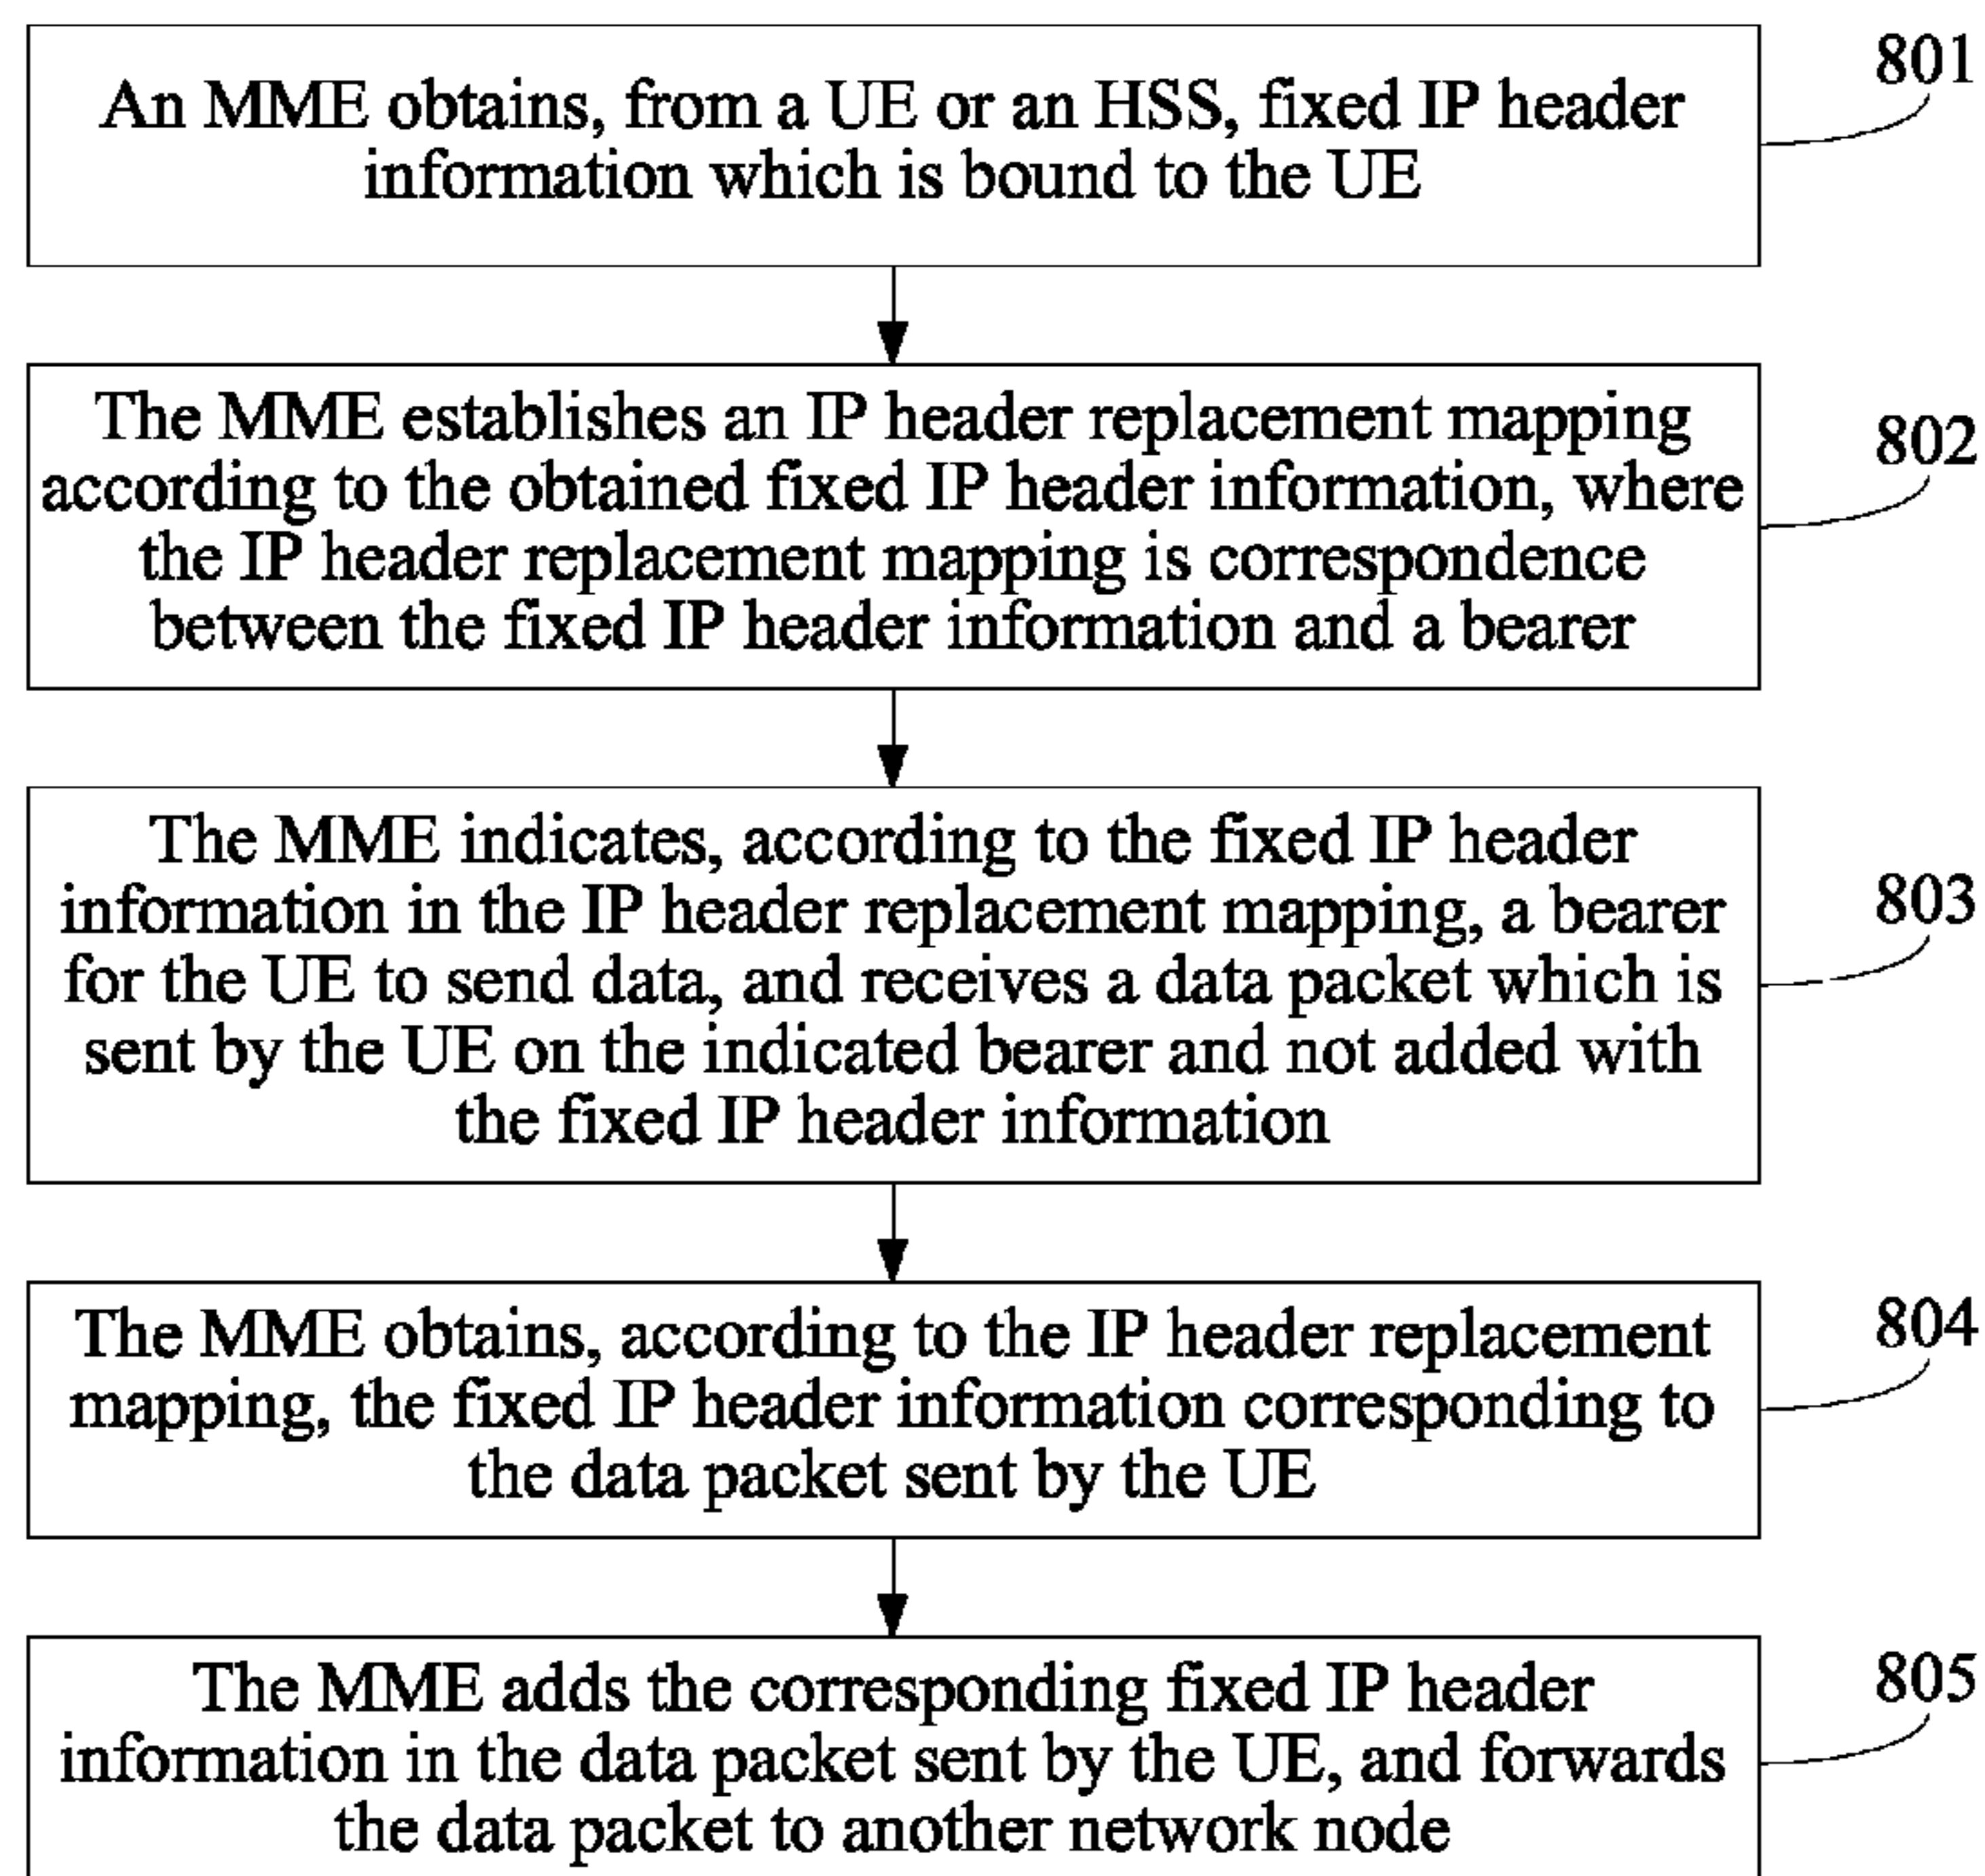 An MME obtains, from a UE or an HSS, fixed IP header
information which is bound to the UE
801
The MME establishes an IP header replacement mapping
according to the obtained fixed IP header information, where
the IP header replacement mapping is correspondence
between the fixed IP header information and a bearer
802
The MME indicates, according to the fixed IP header
information in the IP header replacement mapping, a bearer
for the UE to send data, and receives a data packet which is
sent by the UE on the indicated bearer and not added with
the fixed IP header information
803
The MME obtains, according to the IP header replacement
mapping, the fixed IP header information corresponding to
the data packet sent by the UE
804
The MME adds the corresponding fixed IP header
information in the data packet sent by the UE, and forwards
the data packet to another network node
805